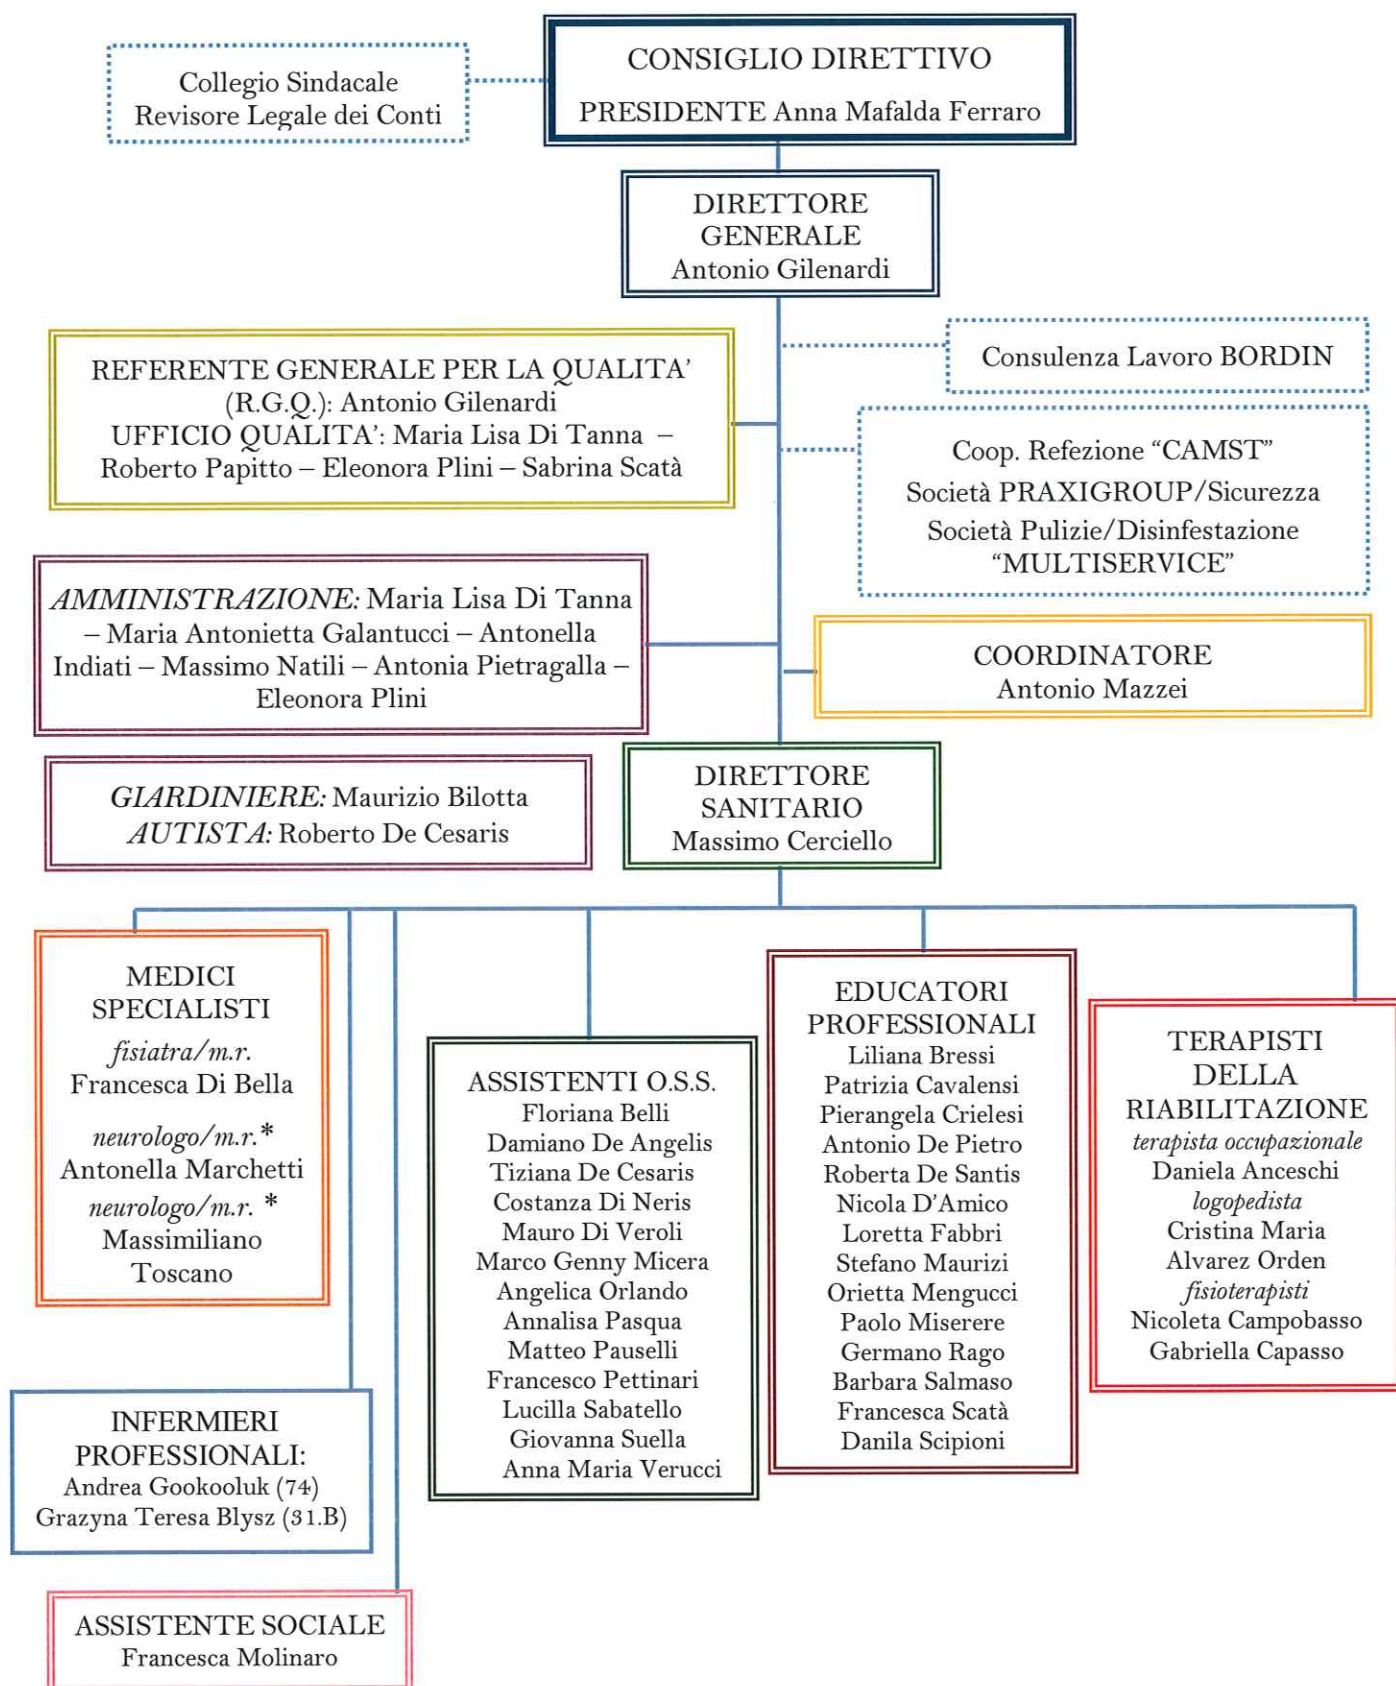 Collegio Sindacale
Revisore Legale dei Conti
CONSIGLIO DIRETTIVO
PRESIDENTE Anna Mafalda Ferraro
DIRETTORE
GENERALE
Antonio Gilenardi
REFERENTE GENERALE PER LA QUALITA’
(R.G.Q.): Antonio Gilenardi
UFFICIO QUALITA’: Maria Lisa Di Tanna –
Roberto Papitto – Eleonora Plini – Sabrina Scatà
Consulenza Lavoro BORDIN
Coop. Refezione “CAMST”
Società PRAXIGROUP/Sicurezza
Società Pulizie/Disinfestazione
“MULTISERVICE”
AMMINISTRAZIONE: Maria Lisa Di Tanna
– Maria Antonietta Galantucci – Antonella
Indiati – Massimo Natili – Antonia Pietragalla –
Eleonora Plini
COORDINATORE
Antonio Mazzei
GIARDINIERE: Maurizio Bilotta
AUTISTA: Roberto De Cesaris
DIRETTORE
SANITARIO
Massimo Cerciello
MEDICI
SPECIALISTI
fisiatra/m.r.
Francesca Di Bella
neurologo/m.r.*
Antonella Marchetti
neurologo/m.r. *
Massimiliano
Toscano
INFERMIERI
PROFESSIONALI:
Andrea Gookooluk (74)
Grazyna Teresa Blysz (31.B)
ASSISTENTE SOCIALE
Francesca Molinaro
ASSISTENTI O.S.S.
Floriana Belli
Damiano De Angelis
Tiziana De Cesaris
Costanza Di Neris
Mauro Di Veroli
Marco Genny Micera
Angelica Orlando
Annalisa Pasqua
Matteo Pauselli
Francesco Pettinari
Lucilla Sabatello
Giovanna Suella
Anna Maria Verucci
EDUCATORI
PROFESSIONALI
Liliana Bressi
Patrizia Cavalensi
Pierangela Crielesi
Antonio De Pietro
Roberta De Santis
Nicola D’Amico
Loretta Fabbri
Stefano Maurizi
Orietta Mengucci
Paolo Miserere
Germano Rago
Barbara Salmaso
Francesca Scatà
Danila Scipioni
TERAPISTI
DELLA
RIABILITAZIONE
terapista occupazionale
Daniela Anceschi
logopedista
Cristina Maria
Alvarez Orden
fisioterapisti
Nicoleta Campobasso
Gabriella Capasso